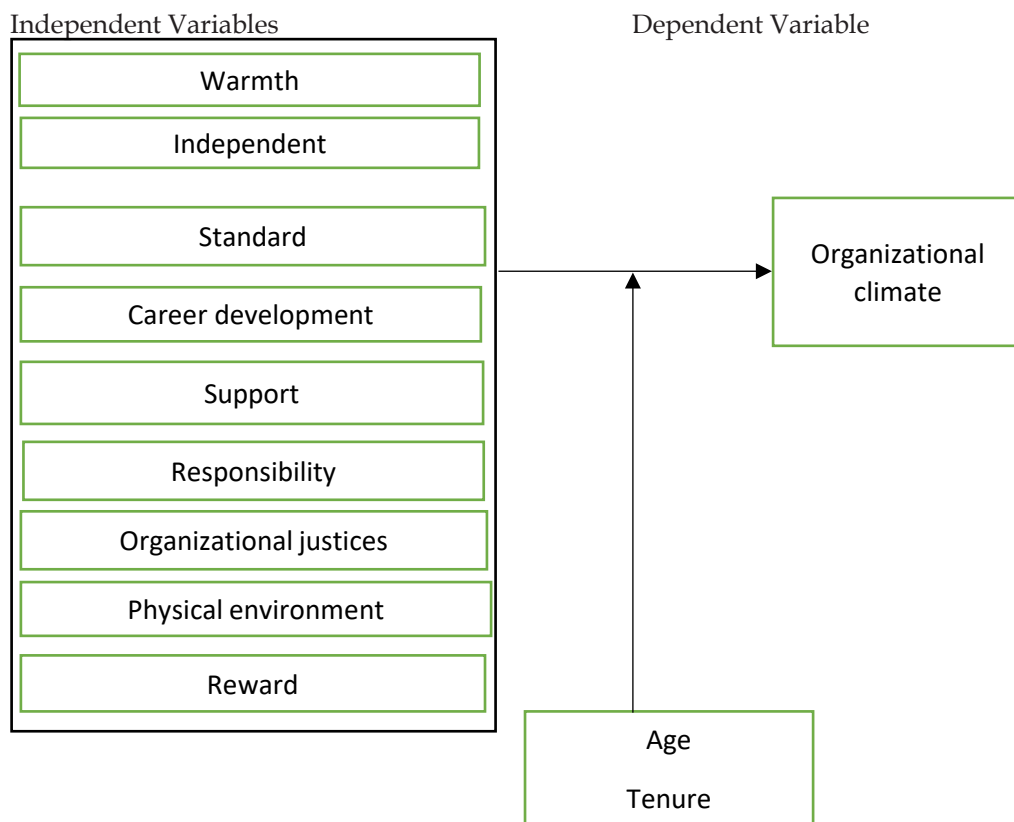 Independent Variables
Dependent Variable
Warmth
Independent
Standard
Career development
Support
Responsibility
Organizational justices
Physical environment
Reward
Organizational
climate
Age
Tenure